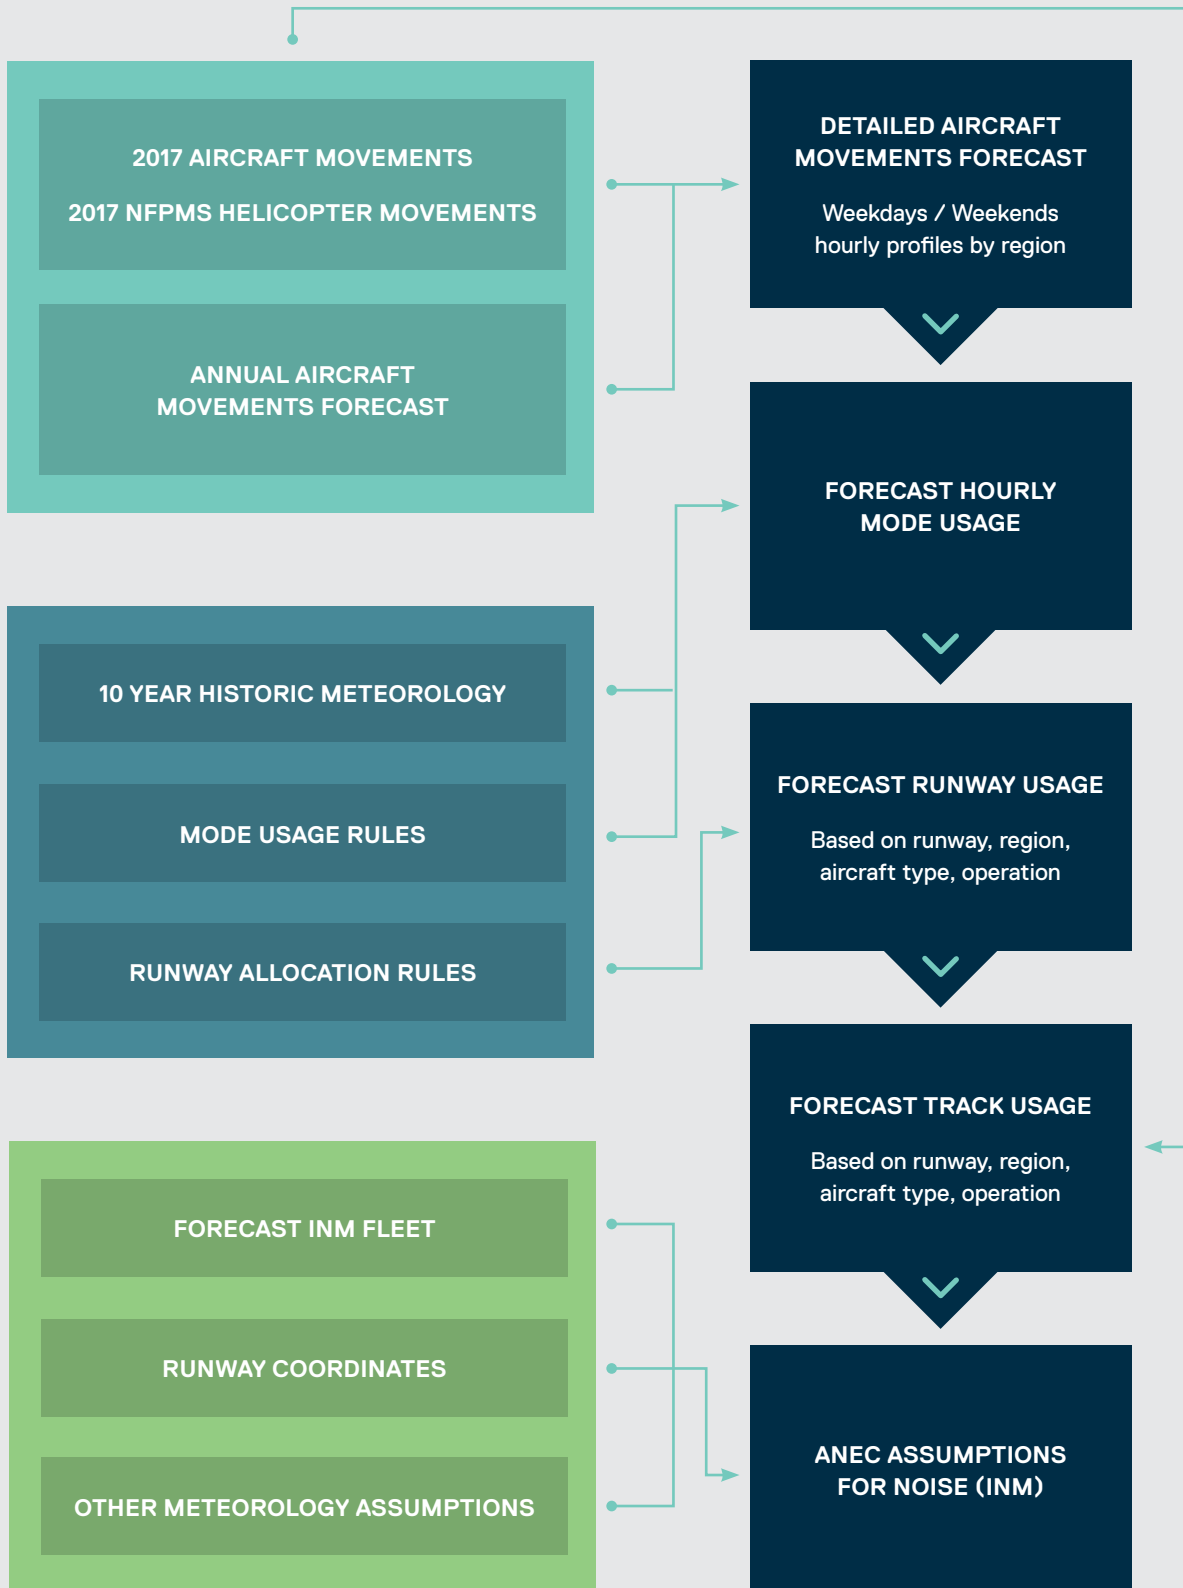 2017 AIRCRAFT MOVEMENTS
2017 NFPMS HELICOPTER MOVEMENTS
ANNUAL AIRCRAFT
MOVEMENTS FORECAST
10 YEAR HISTORIC METEOROLOGY
MODE USAGE RULES
RUNWAY ALLOCATION RULES
FORECAST INM FLEET
RUNWAY COORDINATES
OTHER METEOROLOGY ASSUMPTIONS
DETAILED AIRCRAFT
MOVEMENTS FORECAST
Weekdays / Weekends
hourly profiles by region
FORECAST HOURLY
MODE USAGE
FORECAST RUNWAY USAGE
Based on runway, region,
aircraft type, operation
FORECAST TRACK USAGE
Based on runway, region,
aircraft type, operation
ANEC ASSUMPTIONS
FOR NOISE (INM)